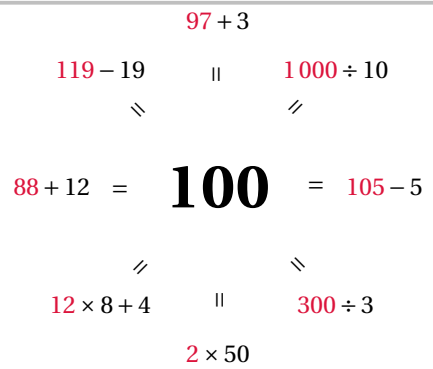 97 + 3
=
119 − 19
1 000 ÷ 10
=
=
88 + 12 = 100 = 105 − 5
=
=
=
12 × 8 + 4
300 ÷ 3
2 × 50